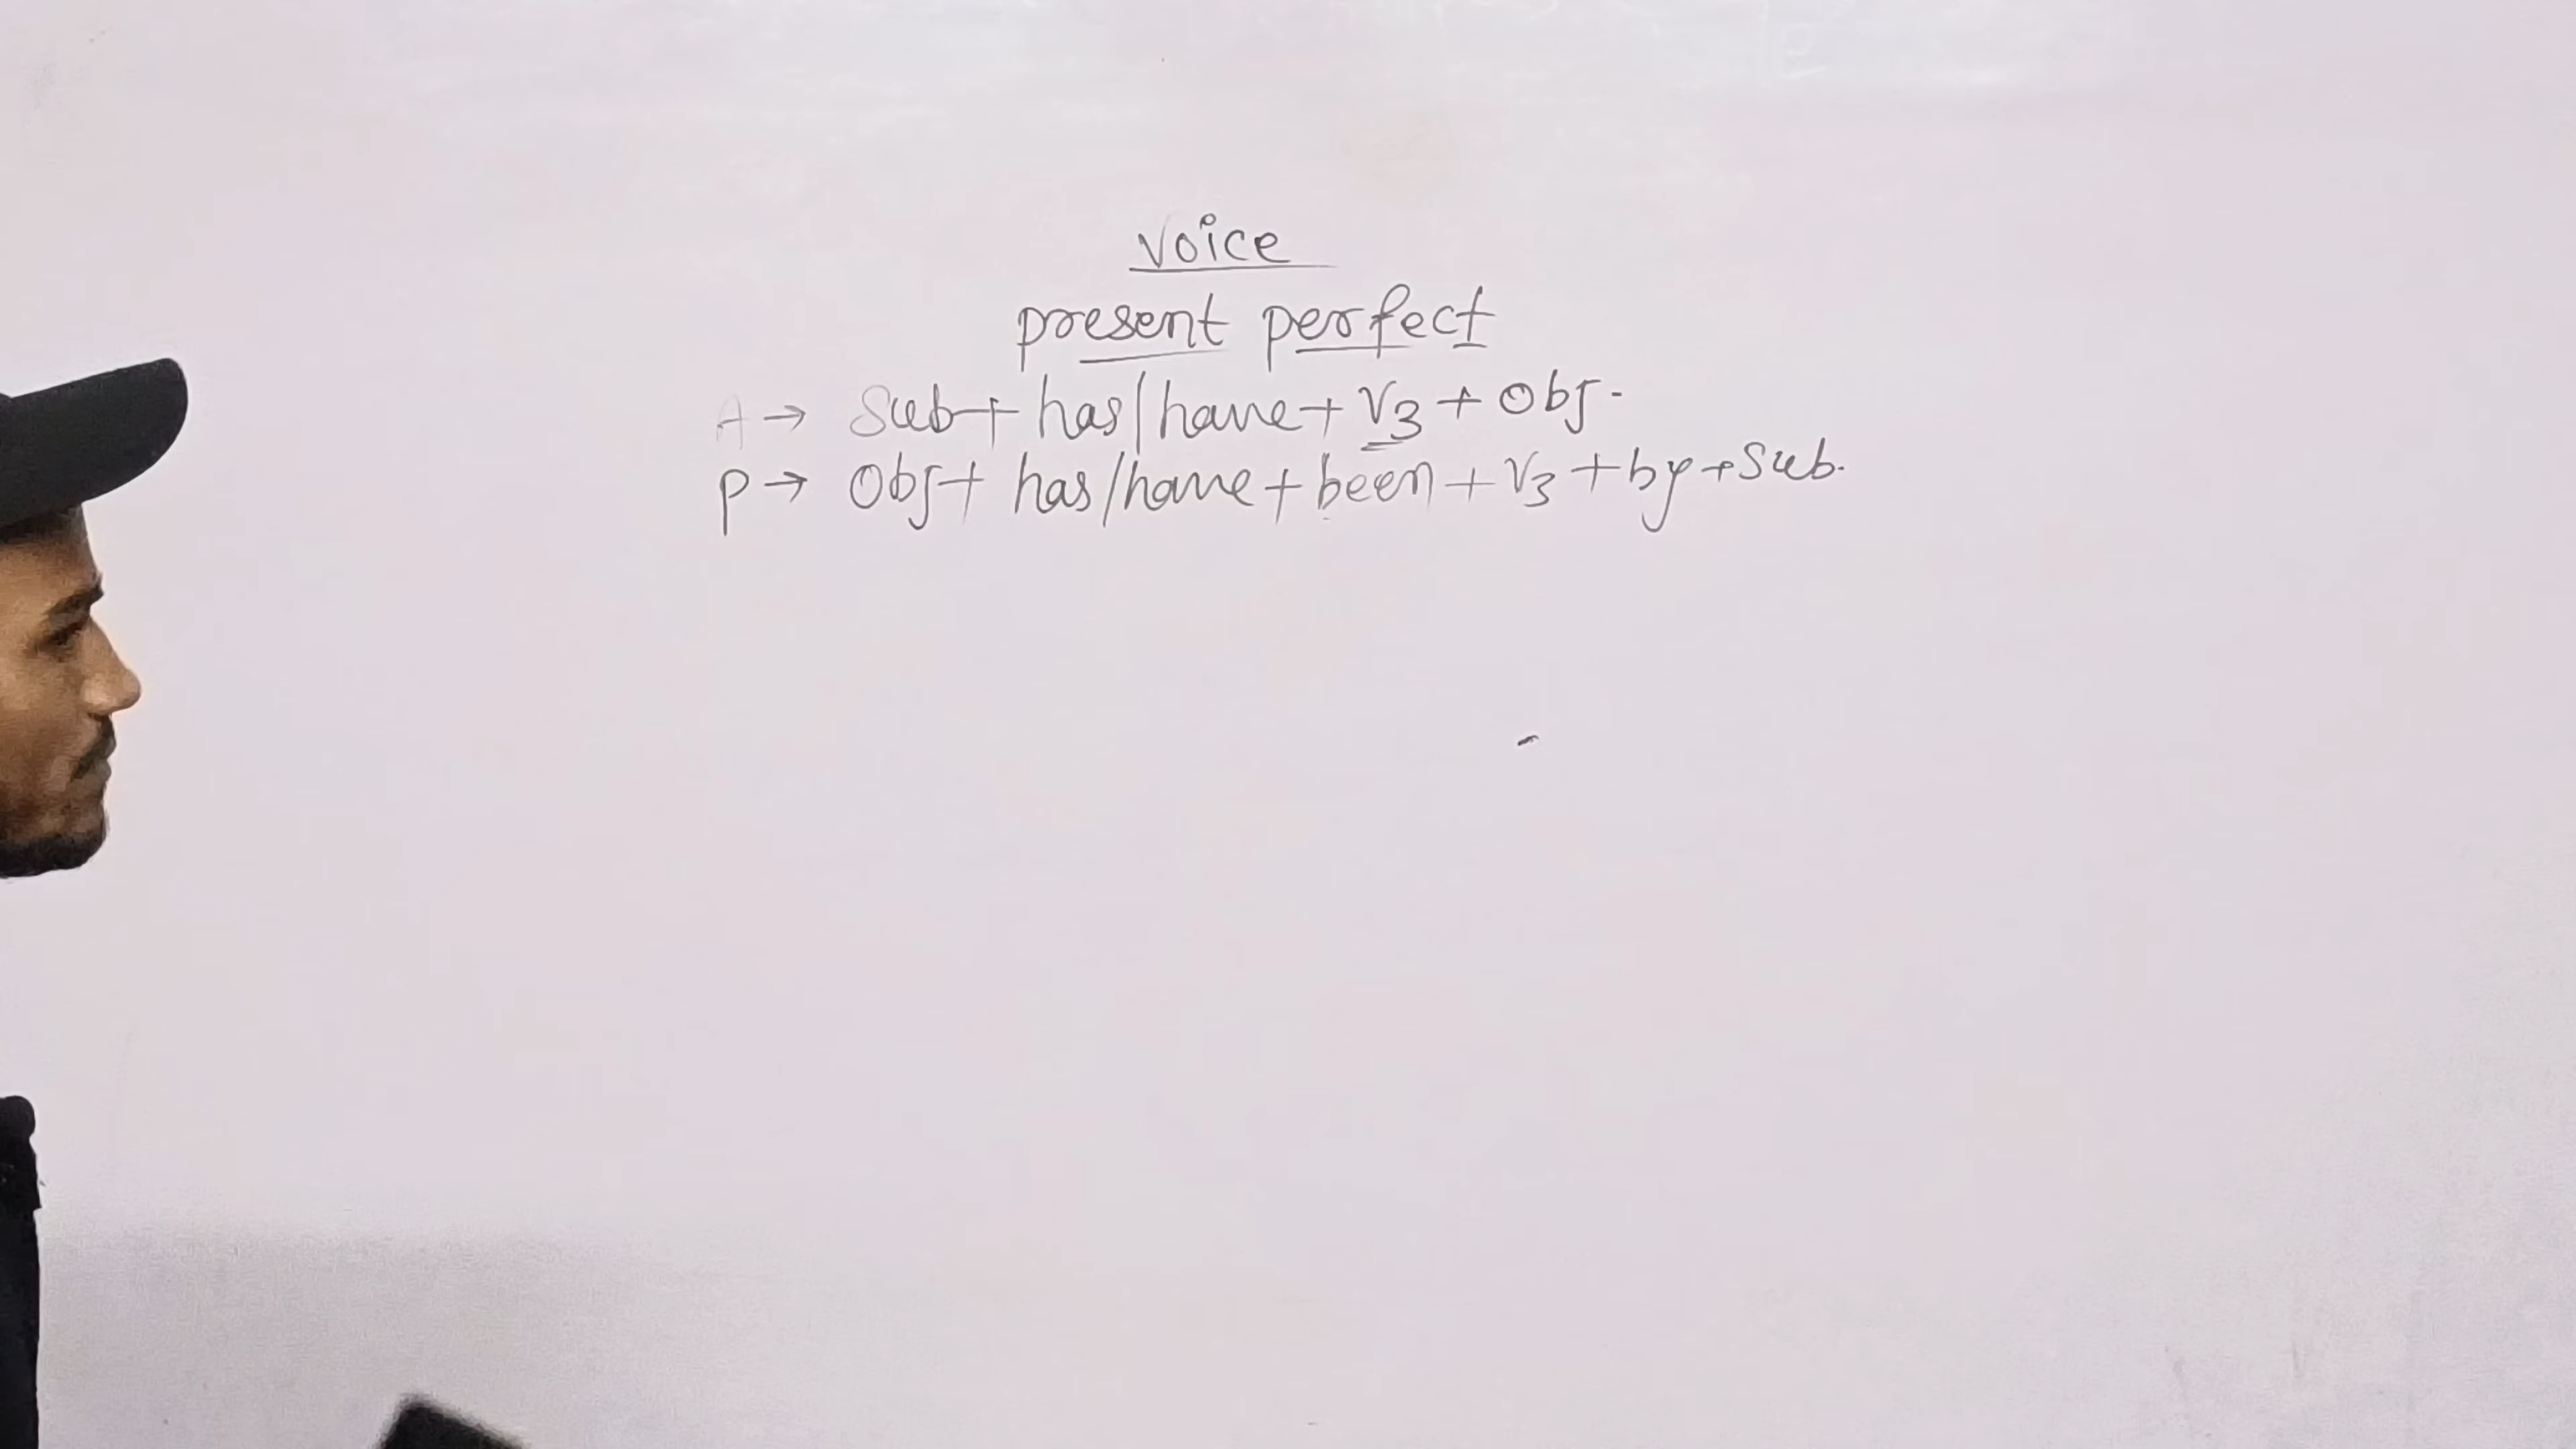 voice
present perfect
A → Sub + has/have + V3 + Obj.
P → Obj + has/have + been + V3 + by + Sub.